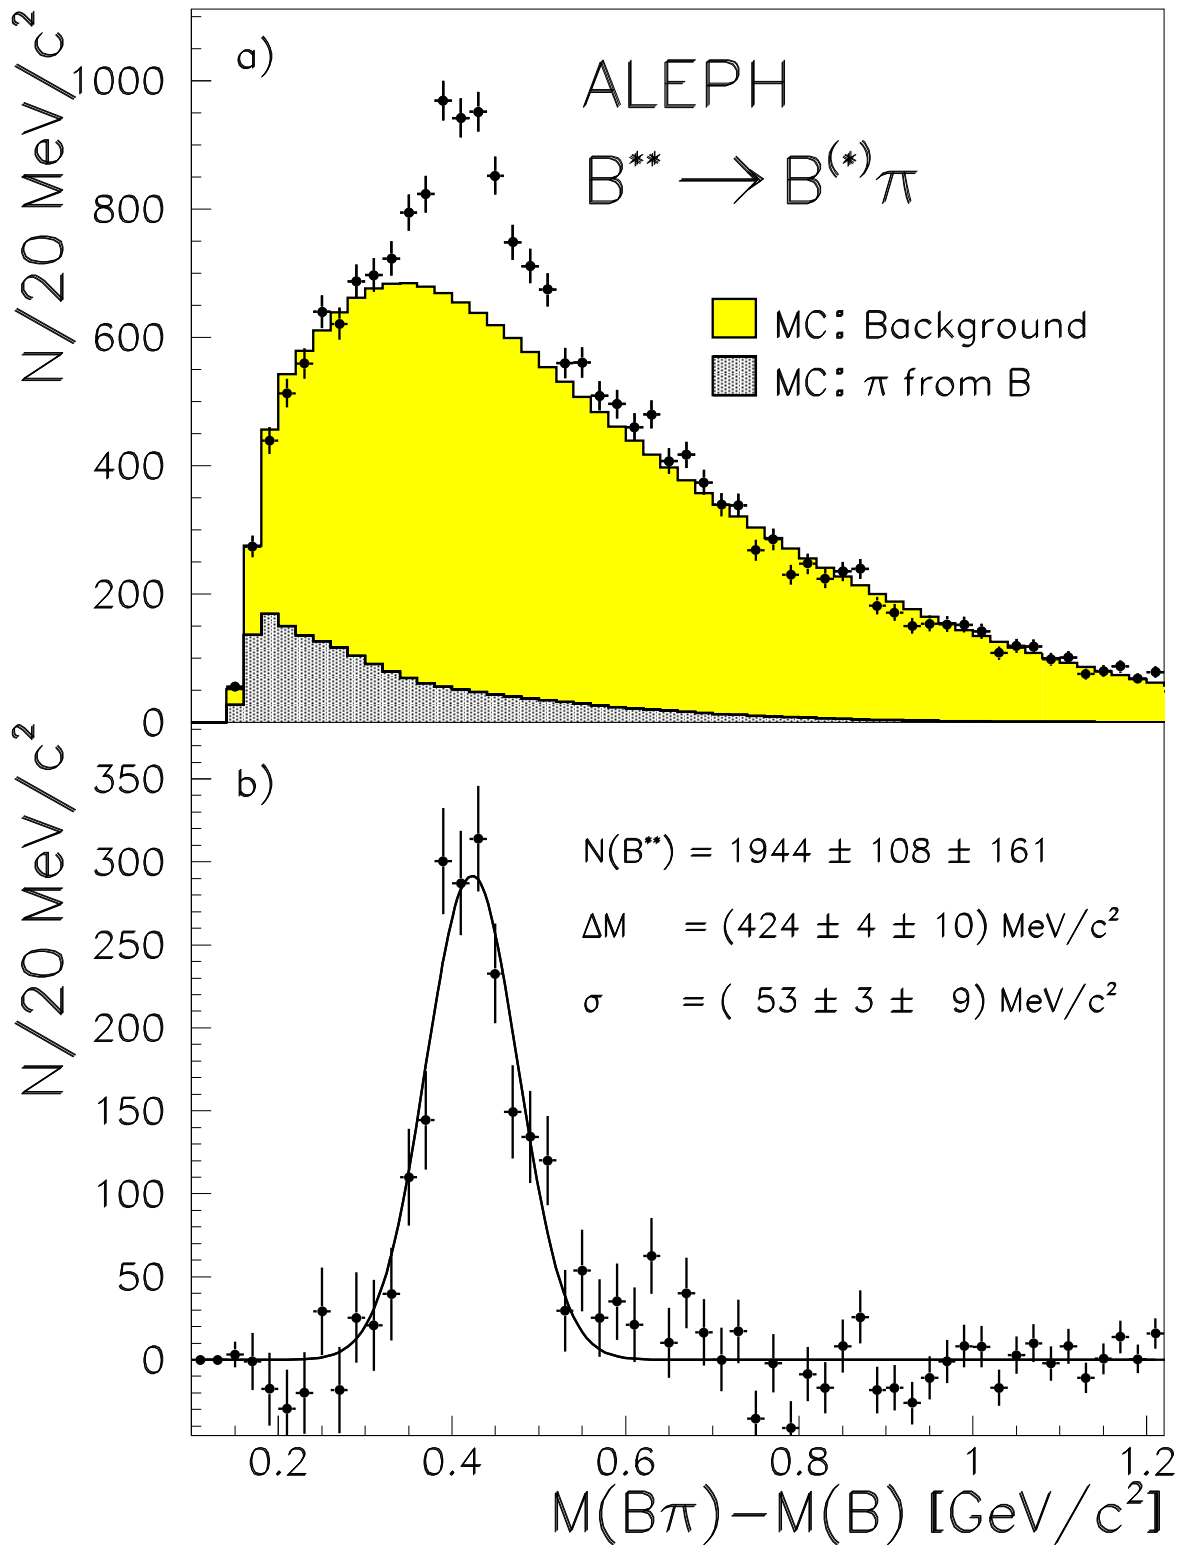 a)
ALEPH
B** → B(*)π
MC: Background
MC: π from B
N/20 MeV/c²
1000
800
600
400
200
0
b)
N(B**) = 1944 ± 108 ± 161
ΔM = (424 ± 4 ± 10) MeV/c²
σ = ( 53 ± 3 ± 9) MeV/c²
N/20 MeV/c²
350
300
250
200
150
100
50
0
0.2 0.4 0.6 0.8 1 1.2
M(Bπ)−M(B) [GeV/c²]